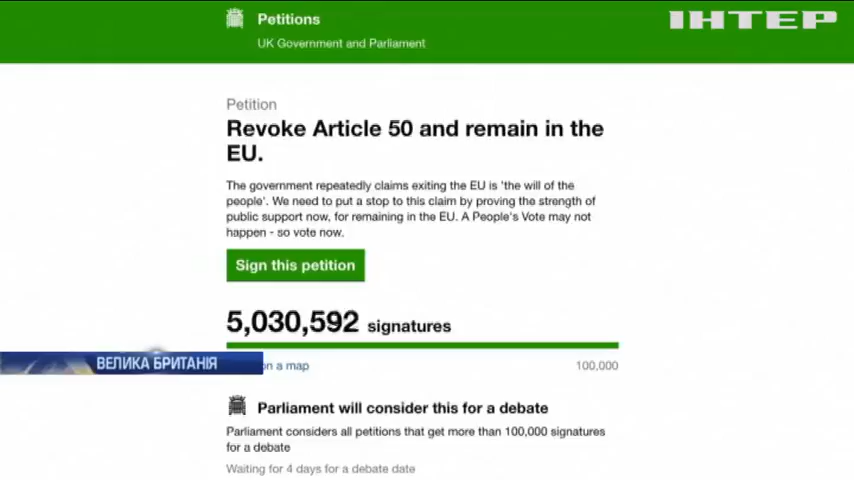 Petitions
UK Government and Parliament
ІНТЕР
Petition
Revoke Article 50 and remain in the
EU.
The government repeatedly claims exiting the EU is 'the will of the
people'. We need to put a stop to this claim by proving the strength of
public support now, for remaining in the EU. A People's Vote may not
happen - so vote now.
Sign this petition
5,030,592 signatures
ВЕЛИКА БРИТАНІЯ
on a map
100,000
Parliament will consider this for a debate
Parliament considers all petitions that get more than 100,000 signatures
for a debate
Waiting for 4 days for a debate date